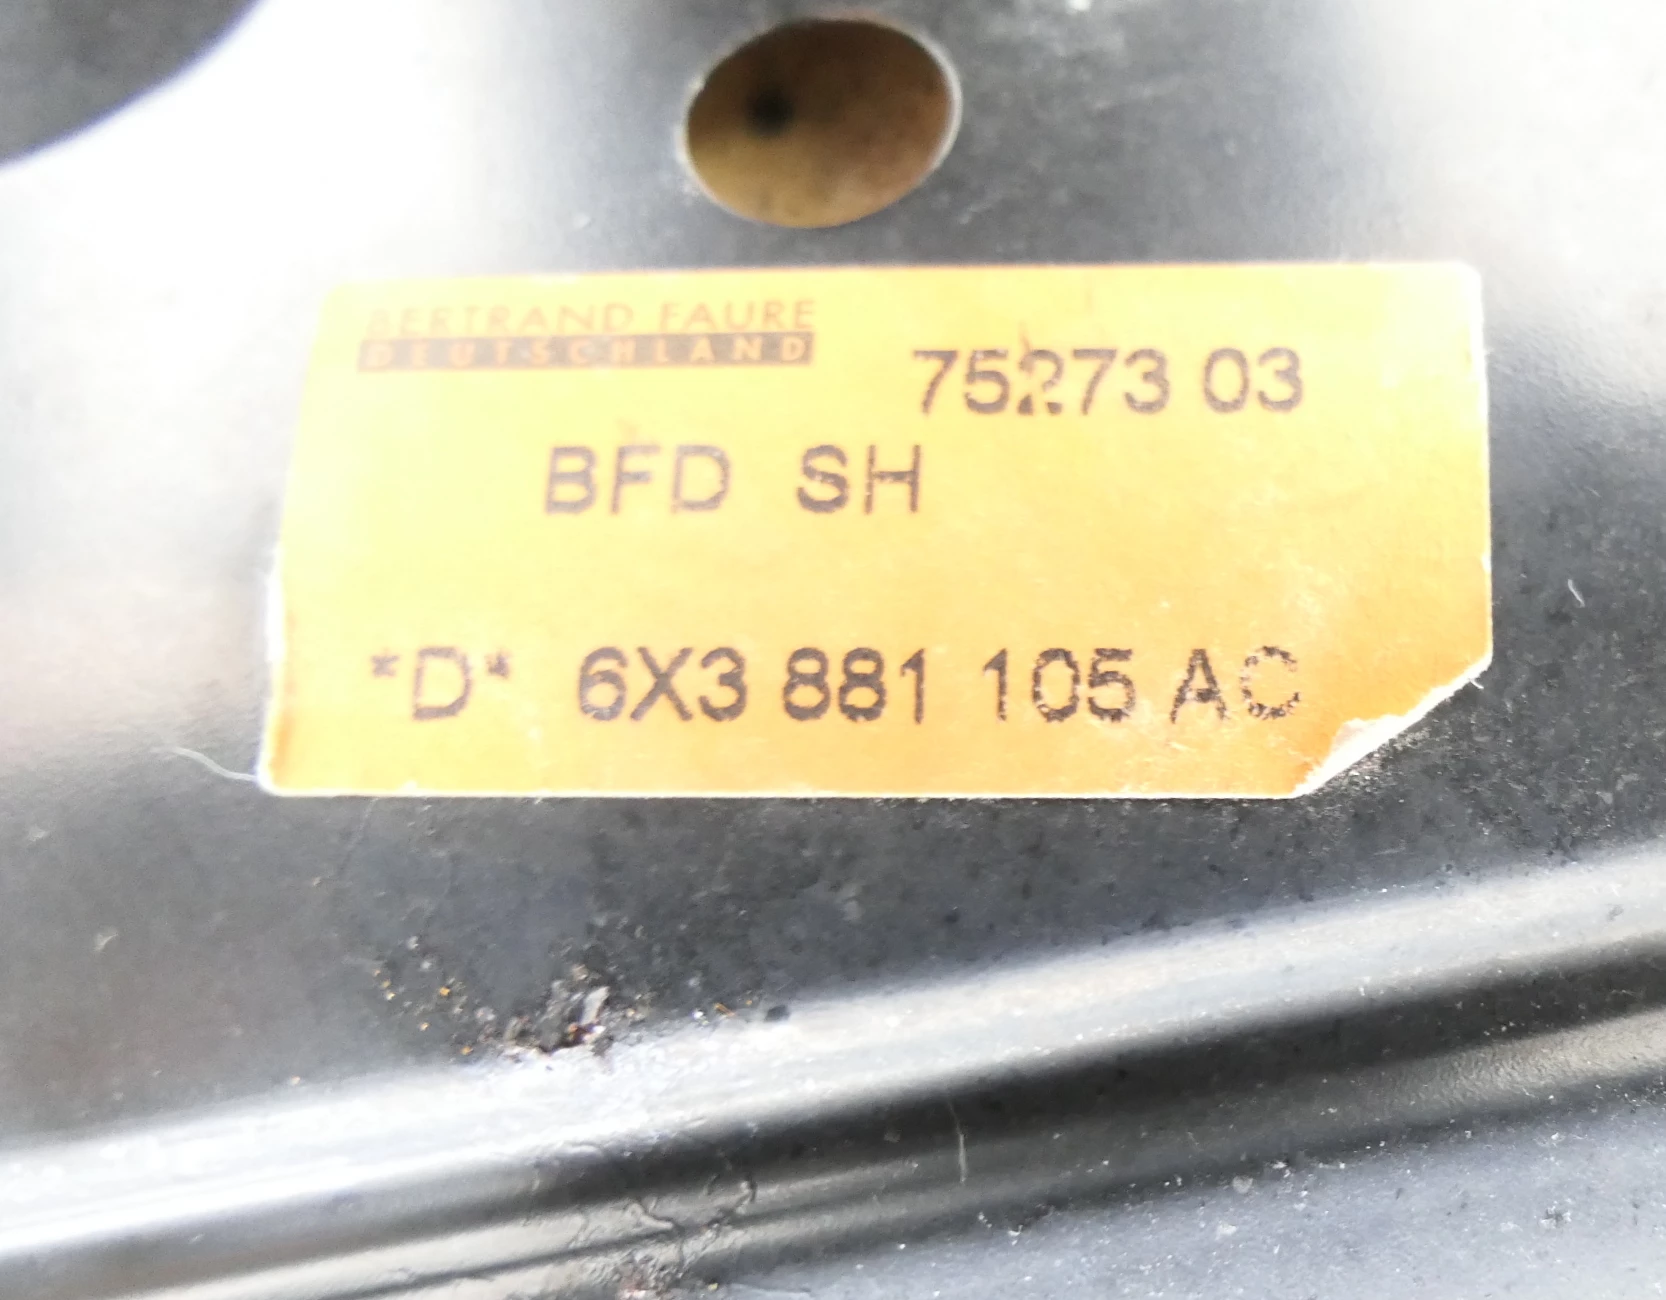 BERTRAND FAURE
DEUTSCHLAND
75273 03
BFD SH
*D* 6X3 881 105 AC